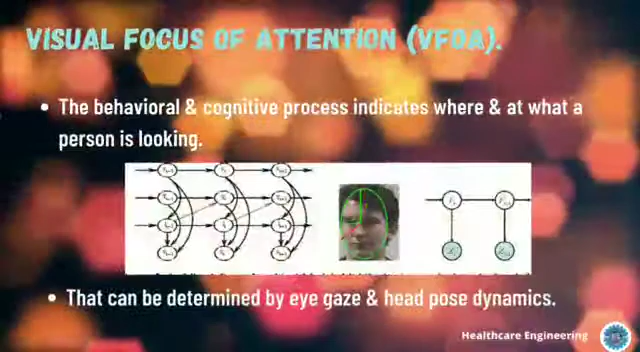 VISUAL FOCUS OF ATTENTION (VFOA).
• The behavioral & cognitive process indicates where & at what a
person is looking.
• That can be determined by eye gaze & head pose dynamics.
Healthcare Engineering